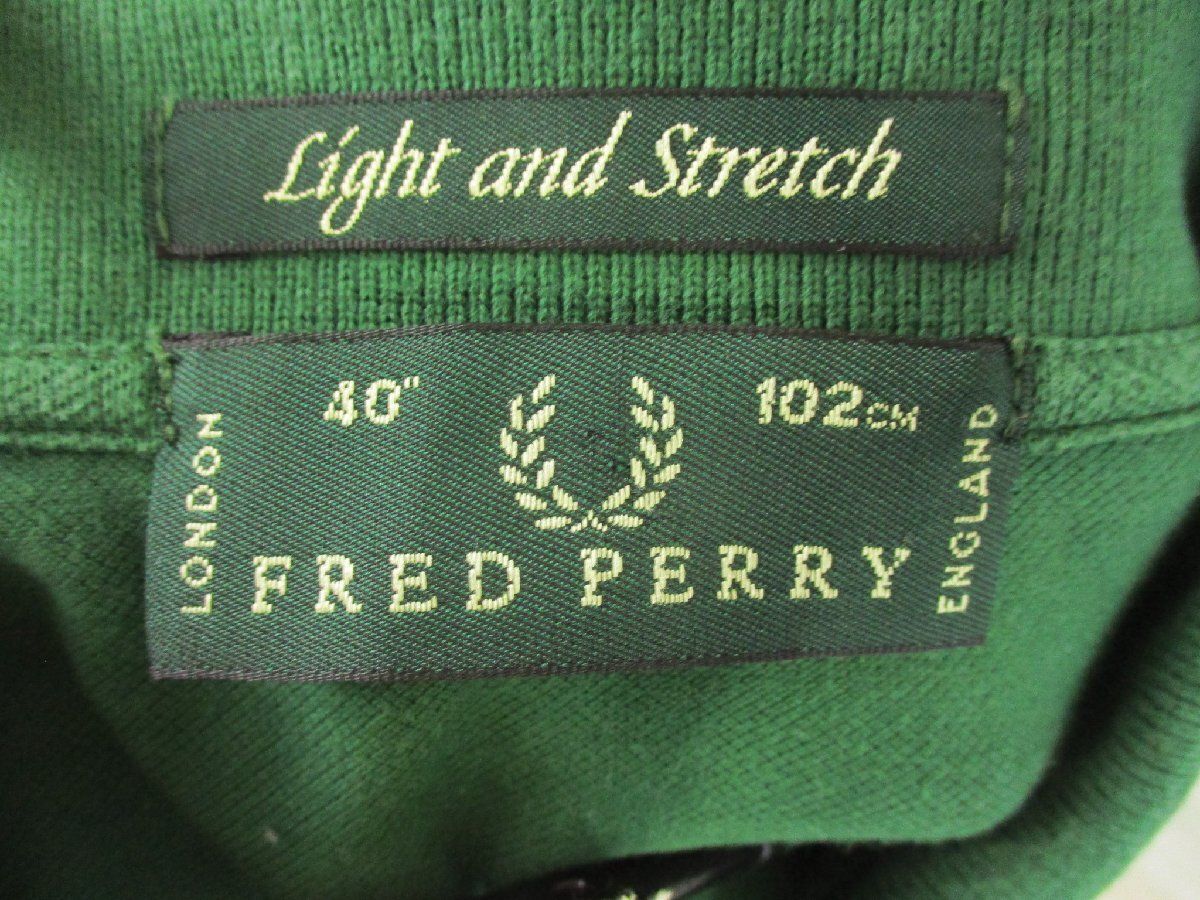 Light and Stretch
40" 102CM
LONDON
FRED PERRY
ENGLAND